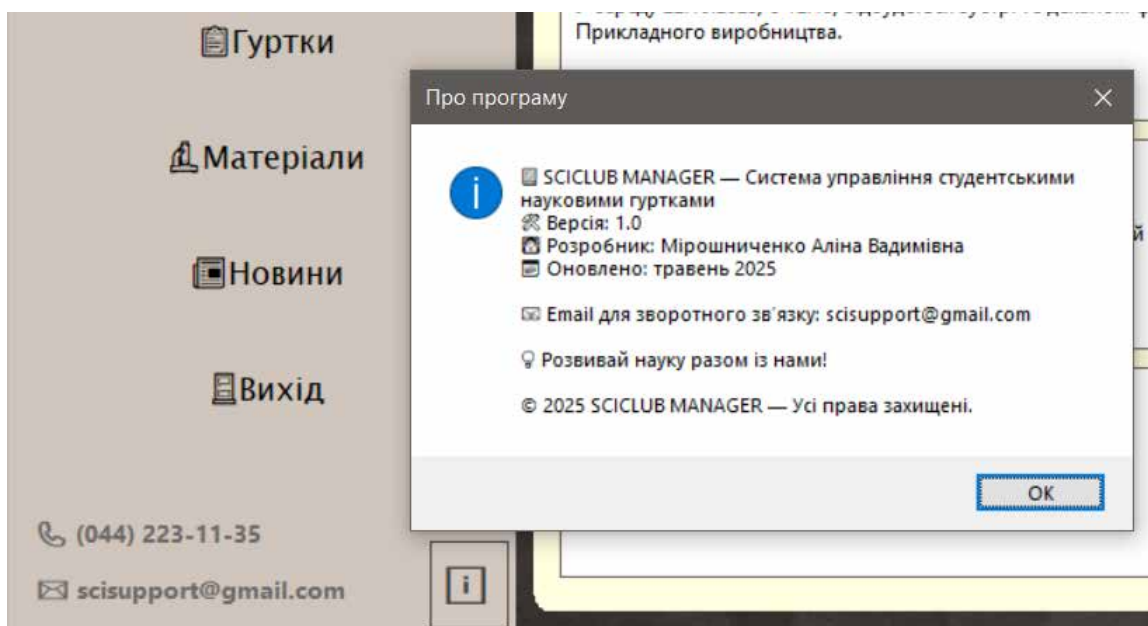 Гуртки
Матеріали
Новини
Вихід
(044) 223-11-35
scisupport@gmail.com
Прикладного виробництва.
Про програму
SCICLUB MANAGER — Система управління студентськими
науковими гуртками
Версія: 1.0
Розробник: Мірошниченко Аліна Вадимівна
Оновлено: травень 2025
Email для зворотного зв'язку: scisupport@gmail.com
Розвивай науку разом із нами!
© 2025 SCICLUB MANAGER — Усі права захищені.
OK
й